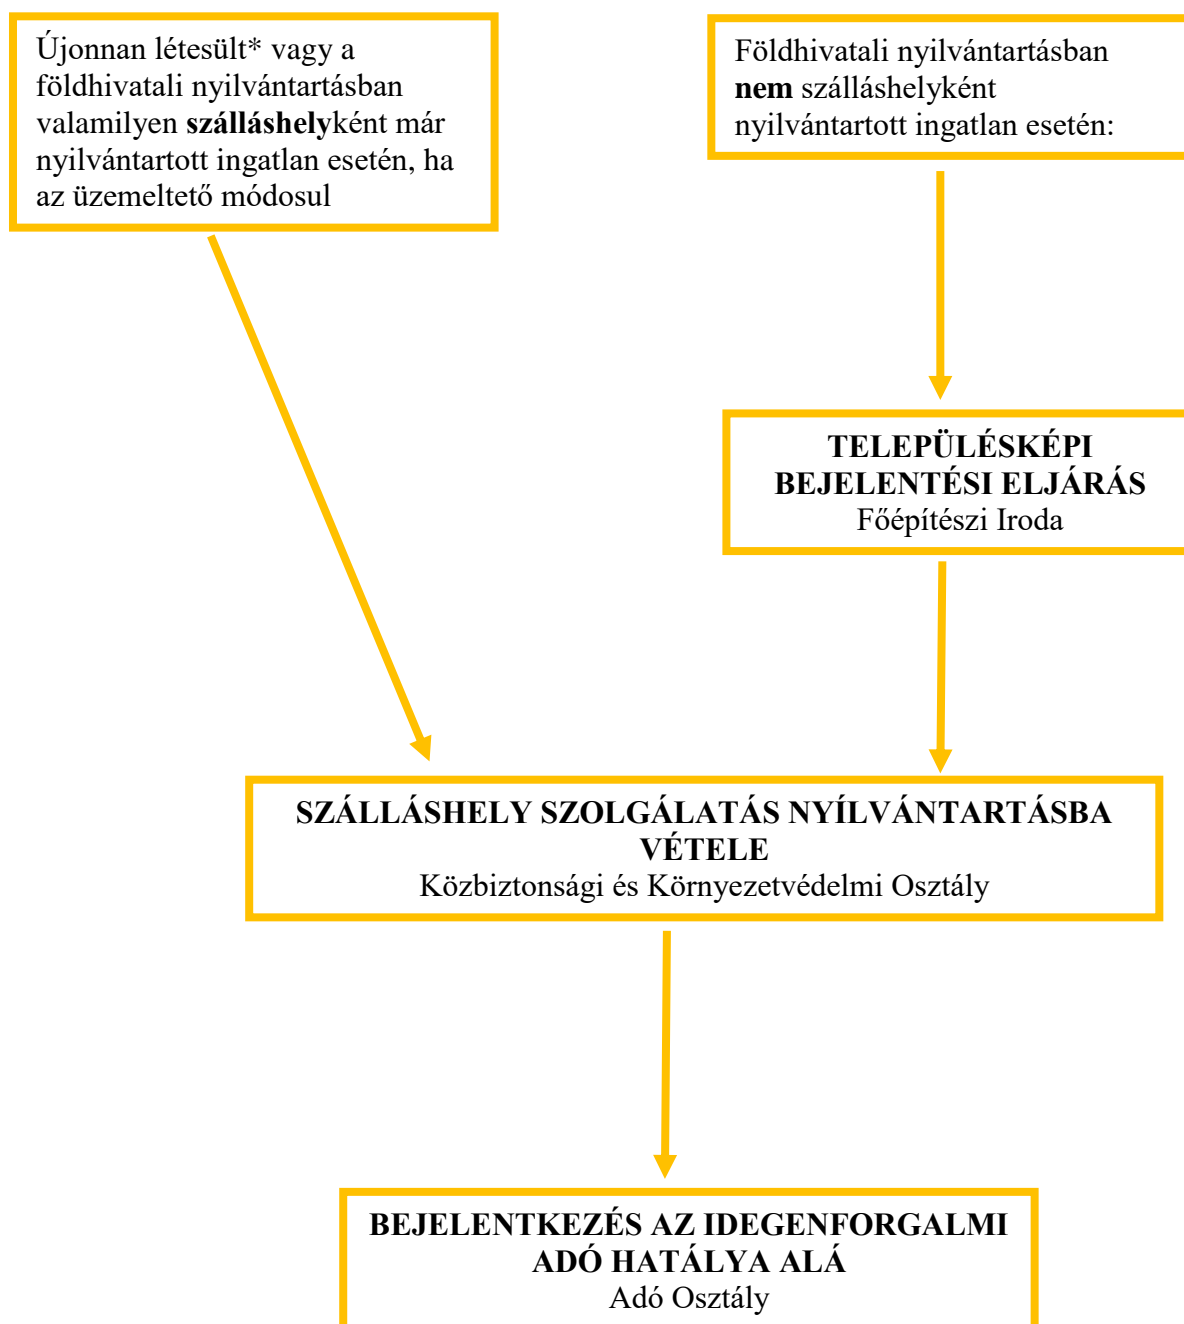 Újonnan létesült* vagy a
földhivatali nyilvántartásban
valamilyen szálláshelyként már
nyilvántartott ingatlan esetén, ha
az üzemeltető módosul
Földhivatali nyilvántartásban
nem szálláshelyként
nyilvántartott ingatlan esetén:
TELEPÜLÉSKÉPI
BEJELENTÉSI ELJÁRÁS
Főépítészi Iroda
SZÁLLÁSHELY SZOLGÁLATÁS NYÍLVÁNTARTÁSBA
VÉTELE
Közbiztonsági és Környezetvédelmi Osztály
BEJELENTKEZÉS AZ IDEGENFORGALMI
ADÓ HATÁLYA ALÁ
Adó Osztály